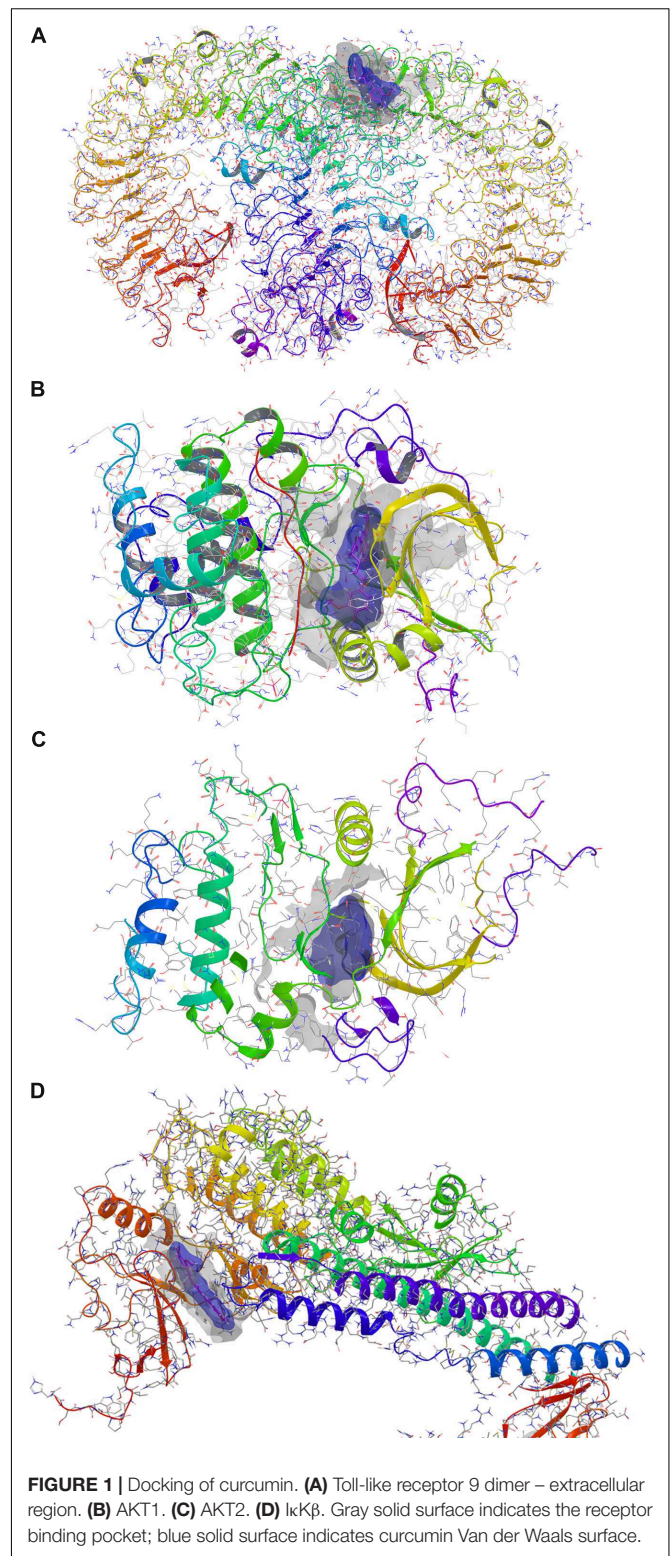 A
B
C
D
FIGURE 1 | Docking of curcumin. (A) Toll-like receptor 9 dimer – extracellular
region. (B) AKT1. (C) AKT2. (D) IκKβ. Gray solid surface indicates the receptor
binding pocket; blue solid surface indicates curcumin Van der Waals surface.